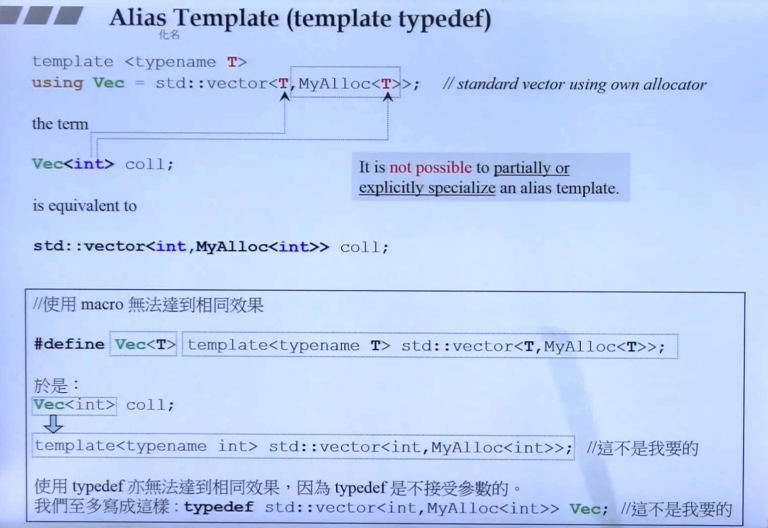 Alias Template (template typedef)
化名
template <typename T>
using Vec = std::vector<T,MyAlloc<T>>; // standard vector using own allocator
the term
Vec<int> coll;
It is not possible to partially or
explicitly specialize an alias template.
is equivalent to
std::vector<int,MyAlloc<int>> coll;
//使用 macro 無法達到相同效果
#define Vec<T> template<typename T> std::vector<T,MyAlloc<T>>;
於是：
Vec<int> coll;
template<typename int> std::vector<int,MyAlloc<int>>; //這不是我要的
使用 typedef 亦無法達到相同效果，因為 typedef 是不接受參數的。
我們至多寫成這樣：typedef std::vector<int,MyAlloc<int>> Vec; //這不是我要的